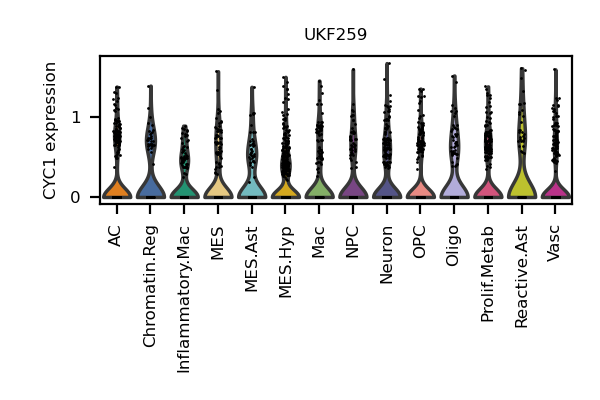 UKF259
CYC1 expression
1
0
AC
Chromatin.Reg
Inflammatory.Mac
MES
MES.Ast
MES.Hyp
Mac
NPC
Neuron
OPC
Oligo
Prolif.Metab
Reactive.Ast
Vasc